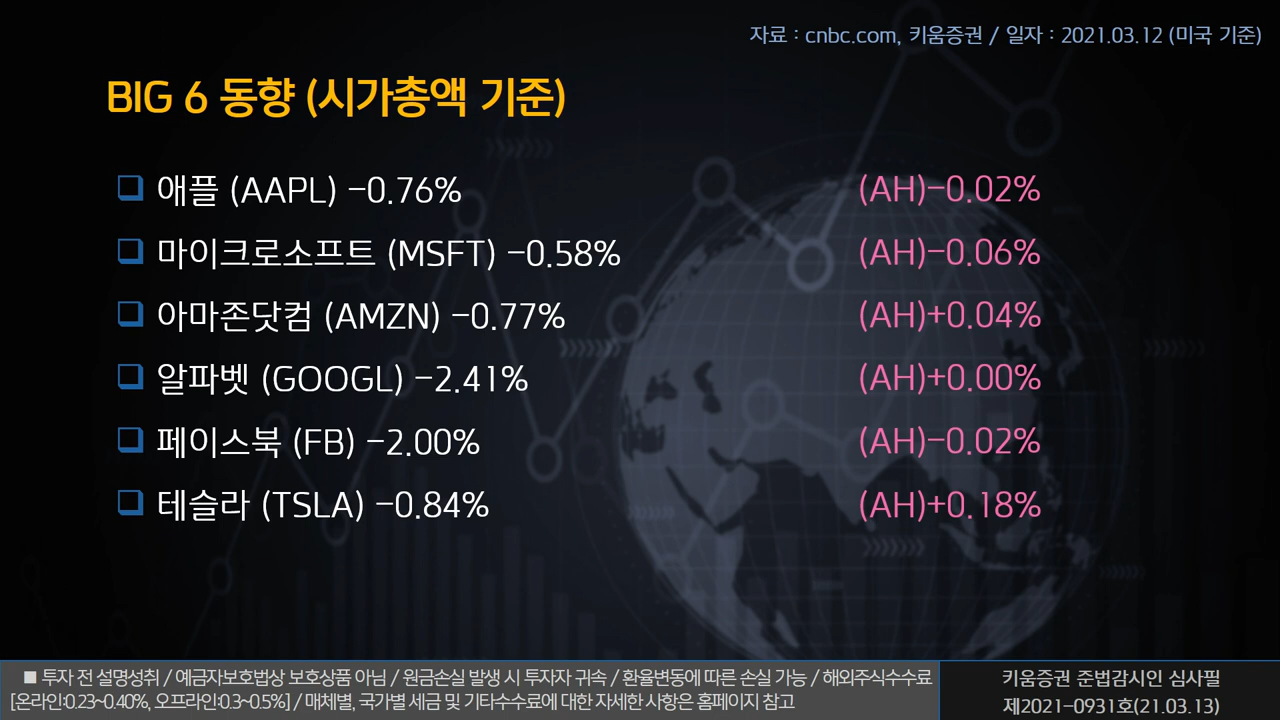 자료 : cnbc.com, 키움증권 / 일자 : 2021.03.12 (미국 기준)
BIG 6 동향 (시가총액 기준)
❑ 애플 (AAPL) -0.76% (AH)-0.02%
❑ 마이크로소프트 (MSFT) -0.58% (AH)-0.06%
❑ 아마존닷컴 (AMZN) -0.77% (AH)+0.04%
❑ 알파벳 (GOOGL) -2.41% (AH)+0.00%
❑ 페이스북 (FB) -2.00% (AH)-0.02%
❑ 테슬라 (TSLA) -0.84% (AH)+0.18%
■ 투자 전 설명성취 / 예금자보호법상 보호상품 아님 / 원금손실 발생 시 투자자 귀속 / 환율변동에 따른 손실 가능 / 해외주식수수료
[온라인:0.23~0.40%, 오프라인:0.3~0.5%] / 매체별, 국가별 세금 및 기타수수료에 대한 자세한 사항은 홈페이지 참고
키움증권 준법감시인 심사필
제2021-0931호(21.03.13)